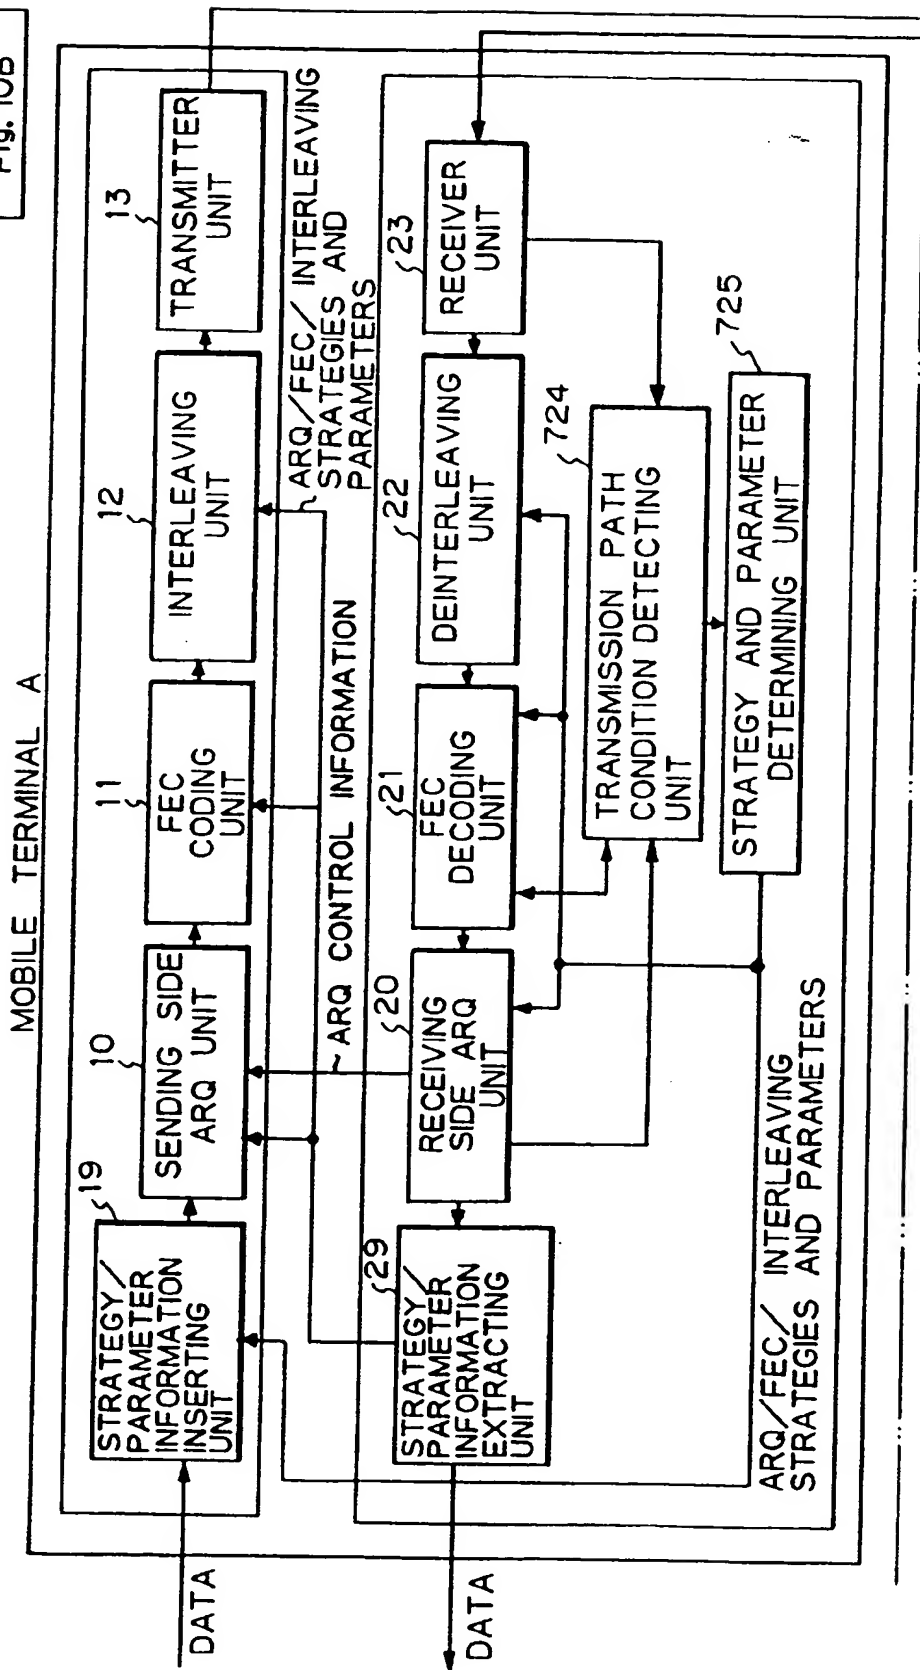 Fig. 10B
MOBILE TERMINAL A
DATA
19
STRATEGY/
PARAMETER
INFORMATION
INSERTING
UNIT
10
SENDING SIDE
ARQ UNIT
11
FEC
CODING
UNIT
12
INTERLEAVING
UNIT
13
TRANSMITTER
UNIT
ARQ CONTROL INFORMATION
ARQ/FEC/ INTERLEAVING
STRATEGIES AND
PARAMETERS
DATA
29
STRATEGY/
PARAMETER
INFORMATION
EXTRACTING
UNIT
20
RECEIVING
SIDE ARQ
UNIT
21
FEC
DECODING
UNIT
22
DEINTERLEAVING
UNIT
23
RECEIVER
UNIT
724
TRANSMISSION PATH
CONDITION DETECTING
UNIT
725
STRATEGY AND PARAMETER
DETERMINING UNIT
ARQ/FEC/ INTERLEAVING
STRATEGIES AND PARAMETERS